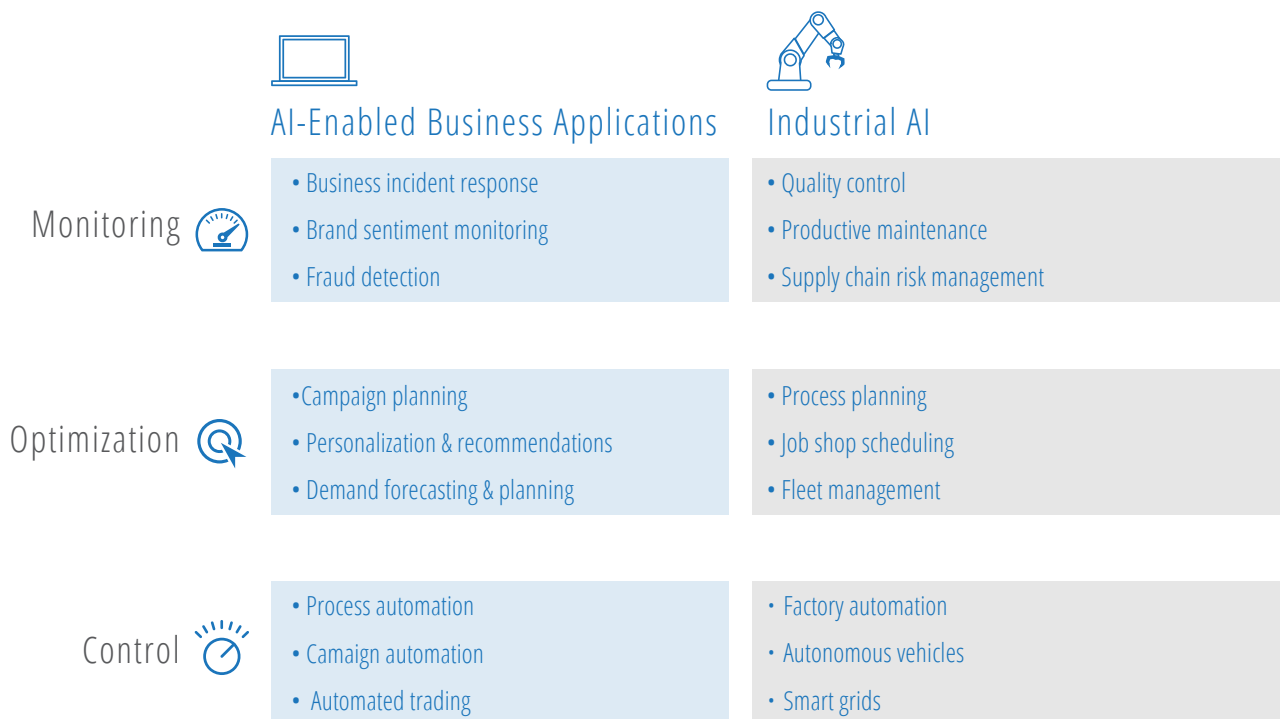 AI-Enabled Business Applications
Industrial AI
Monitoring
• Business incident response
• Brand sentiment monitoring
• Fraud detection
• Quality control
• Productive maintenance
• Supply chain risk management
Optimization
•Campaign planning
• Personalization & recommendations
• Demand forecasting & planning
• Process planning
• Job shop scheduling
• Fleet management
Control
• Process automation
• Camaign automation
• Automated trading
• Factory automation
• Autonomous vehicles
• Smart grids